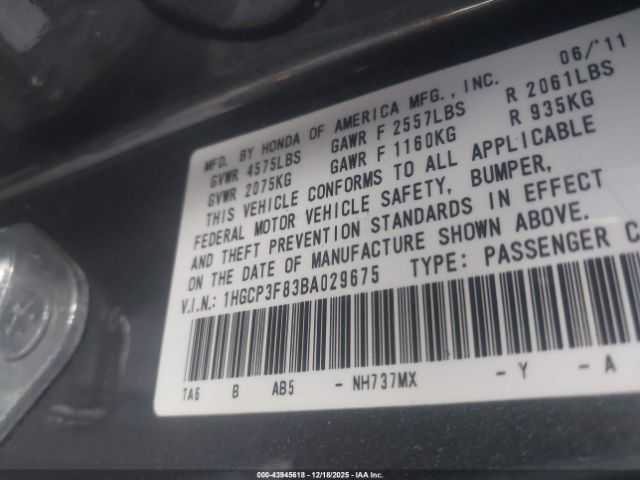 MFD. BY HONDA OF AMERICA MFG., INC. 06/'11
GVWR 4575LBS GAWR F 2557LBS R 2061LBS
GVWR 2075KG GAWR F 1160KG R 935KG
THIS VEHICLE CONFORMS TO ALL APPLICABLE
FEDERAL MOTOR VEHICLE SAFETY, BUMPER,
AND THEFT PREVENTION STANDARDS IN EFFECT
ON THE DATE OF MANUFACTURE SHOWN ABOVE.
V.I.N.: 1HGCP3F83BA029675 TYPE: PASSENGER C
TA6 B AB5 - NH737MX - Y - A
000-43945618 | 12/18/2025 | IAA Inc.